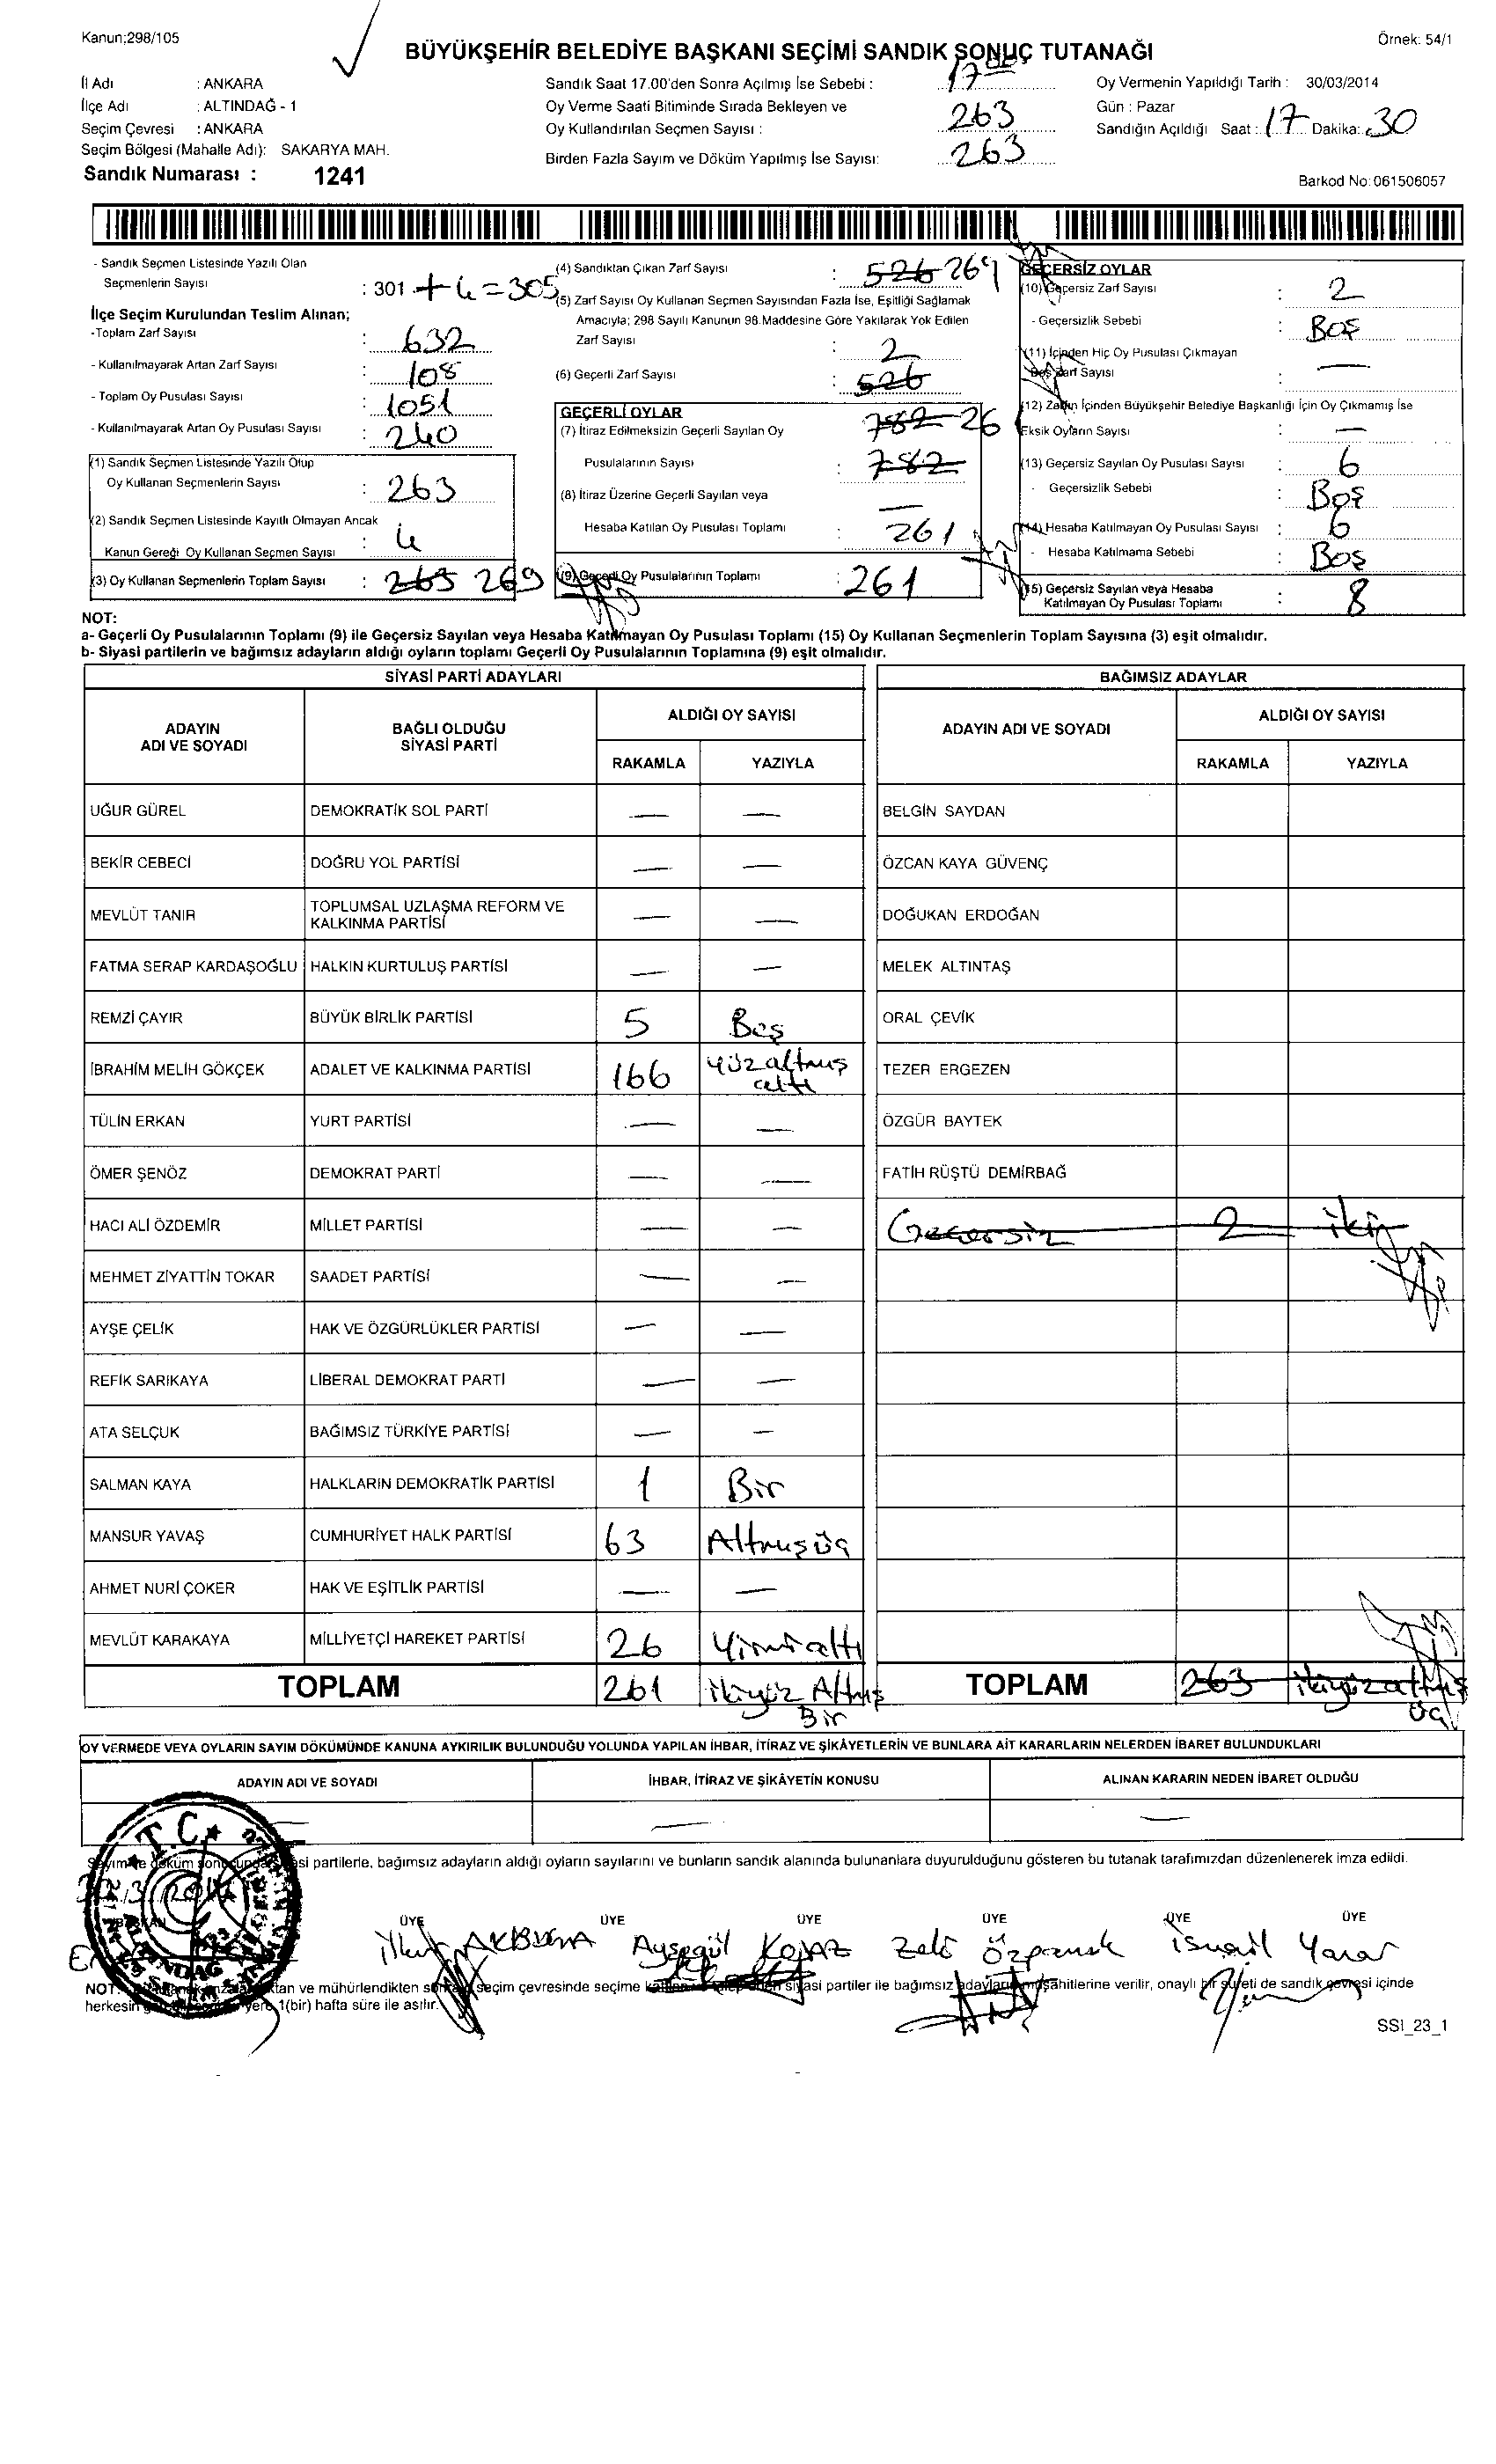 Kanun;298/105
Örnek: 54/1
BÜYÜKŞEHİR BELEDİYE BAŞKANI SEÇİMİ SANDIK SONUÇ TUTANAĞI
İl Adı : ANKARA
İlçe Adı : ALTINDAĞ - 1
Seçim Çevresi : ANKARA
Seçim Bölgesi (Mahalle Adı): SAKARYA MAH.
Sandık Numarası : 1241
Sandık Saat 17.00'den Sonra Açılmış İse Sebebi : 17
Oy Verme Saati Bitiminde Sırada Bekleyen ve
Oy Kullandırılan Seçmen Sayısı : 263
Birden Fazla Sayım ve Döküm Yapılmış İse Sayısı: 263
Oy Vermenin Yapıldığı Tarih : 30/03/2014
Gün : Pazar
Sandığın Açıldığı Saat : 17 Dakika: 30
Barkod No: 061506057
- Sandık Seçmen Listesinde Yazılı Olan
Seçmenlerin Sayısı : 301 + 4 = 305
İlçe Seçim Kurulundan Teslim Alınan;
-Toplam Zarf Sayısı : 632
- Kullanılmayarak Artan Zarf Sayısı : 108
- Toplam Oy Pusulası Sayısı : 1051
- Kullanılmayarak Artan Oy Pusulası Sayısı : 240
(1) Sandık Seçmen Listesinde Yazılı Olup
Oy Kullanan Seçmenlerin Sayısı : 263
(2) Sandık Seçmen Listesinde Kayıtlı Olmayan Ancak
Kanun Gereği Oy Kullanan Seçmen Sayısı : 4
(3) Oy Kullanan Seçmenlerin Toplam Sayısı : 265 269
(4) Sandıktan Çıkan Zarf Sayısı : 526 269
(5) Zarf Sayısı Oy Kullanan Seçmen Sayısından Fazla İse, Eşitliği Sağlamak
Amacıyla; 298 Sayılı Kanunun 98.Maddesine Göre Yakılarak Yok Edilen
Zarf Sayısı : 2
(6) Geçerli Zarf Sayısı : 526
GEÇERLİ OYLAR
(7) İtiraz Edilmeksizin Geçerli Sayılan Oy 782 26
Pusulalarının Sayısı : 782
(8) İtiraz Üzerine Geçerli Sayılan veya —
Hesaba Katılan Oy Pusulası Toplamı : 261
(9) Geçerli Oy Pusulalarının Toplamı : 261
GEÇERSİZ OYLAR
(10) Geçersiz Zarf Sayısı : 2
- Geçersizlik Sebebi : Boş
(11) İçinden Hiç Oy Pusulası Çıkmayan
Boş Zarf Sayısı : —
(12) Zarfın İçinden Büyükşehir Belediye Başkanlığı İçin Oy Çıkmamış İse
Eksik Oyların Sayısı : —
(13) Geçersiz Sayılan Oy Pusulası Sayısı : 6
- Geçersizlik Sebebi : Boş
(14) Hesaba Katılmayan Oy Pusulası Sayısı : 6
- Hesaba Katılmama Sebebi : Boş
(15) Geçersiz Sayılan veya Hesaba
Katılmayan Oy Pusulası Toplamı : 8
NOT:
a- Geçerli Oy Pusulalarının Toplamı (9) ile Geçersiz Sayılan veya Hesaba Katılmayan Oy Pusulası Toplamı (15) Oy Kullanan Seçmenlerin Toplam Sayısına (3) eşit olmalıdır.
b- Siyasi partilerin ve bağımsız adayların aldığı oyların toplamı Geçerli Oy Pusulalarının Toplamına (9) eşit olmalıdır.
SİYASİ PARTİ ADAYLARI
ADAYIN ADI VE SOYADI BAĞLI OLDUĞU SİYASİ PARTİ ALDIĞI OY SAYISI
RAKAMLA YAZIYLA
UĞUR GÜREL DEMOKRATİK SOL PARTİ — —
BEKİR CEBECİ DOĞRU YOL PARTİSİ — —
MEVLÜT TANIR TOPLUMSAL UZLAŞMA REFORM VE KALKINMA PARTİSİ — —
FATMA SERAP KARDAŞOĞLU HALKIN KURTULUŞ PARTİSİ — —
REMZİ ÇAYIR BÜYÜK BİRLİK PARTİSİ 5 Beş
İBRAHİM MELİH GÖKÇEK ADALET VE KALKINMA PARTİSİ 166 yüzaltmış altı
TÜLİN ERKAN YURT PARTİSİ — —
ÖMER ŞENÖZ DEMOKRAT PARTİ — —
HACI ALİ ÖZDEMİR MİLLET PARTİSİ — —
MEHMET ZİYATTİN TOKAR SAADET PARTİSİ — —
AYŞE ÇELİK HAK VE ÖZGÜRLÜKLER PARTİSİ — —
REFİK SARIKAYA LİBERAL DEMOKRAT PARTİ — —
ATA SELÇUK BAĞIMSIZ TÜRKİYE PARTİSİ — —
SALMAN KAYA HALKLARIN DEMOKRATİK PARTİSİ 1 Bir
MANSUR YAVAŞ CUMHURİYET HALK PARTİSİ 63 Altmışüç
AHMET NURİ ÇOKER HAK VE EŞİTLİK PARTİSİ — —
MEVLÜT KARAKAYA MİLLİYETÇİ HAREKET PARTİSİ 26 Yirmialtı
TOPLAM 261 ikiyüz Altmış Bir
BAĞIMSIZ ADAYLAR
ADAYIN ADI VE SOYADI ALDIĞI OY SAYISI
RAKAMLA YAZIYLA
BELGİN SAYDAN
ÖZCAN KAYA GÜVENÇ
DOĞUKAN ERDOĞAN
MELEK ALTINTAŞ
ORAL ÇEVİK
TEZER ERGEZEN
ÖZGÜR BAYTEK
FATİH RÜŞTÜ DEMİRBAĞ
Geçersiz 2 iki
TOPLAM 263 ikiyüzaltmış üç
OY VERMEDE VEYA OYLARIN SAYIM DÖKÜMÜNDE KANUNA AYKIRILIK BULUNDUĞU YOLUNDA YAPILAN İHBAR, İTİRAZ VE ŞİKÂYETLERİN VE BUNLARA AİT KARARLARIN NELERDEN İBARET BULUNDUKLARI
ADAYIN ADI VE SOYADI İHBAR, İTİRAZ VE ŞİKÂYETİN KONUSU ALINAN KARARIN NEDEN İBARET OLDUĞU
— — —
T.C.
Sayım ve döküm sonucunda siyasi partilerle, bağımsız adayların aldığı oyların sayılarını ve bunların sandık alanında bulunanlara duyurulduğunu gösteren bu tutanak tarafımızdan düzenlenerek imza edildi.
BAŞKAN ÜYE ÜYE ÜYE ÜYE ÜYE ÜYE
Ayşegül Özpamuk İsmail Yarar
ve mühürlendikten seçim çevresinde seçime siyasi partiler ile bağımsız adayların müşahitlerine verilir, onaylı bir sureti de sandık çevresi içinde
herkesin yere 1(bir) hafta süre ile asılır.
SSI_23_1